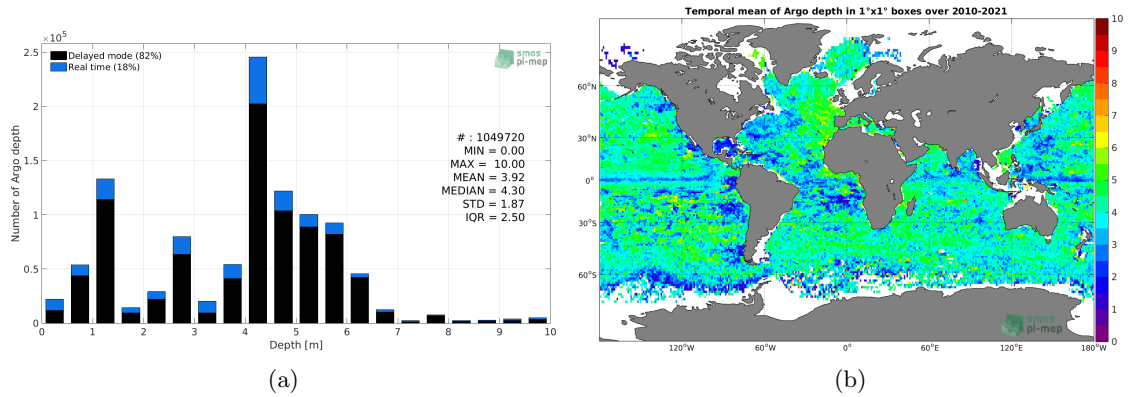 ×10⁵
Delayed mode (82%)
Real time (18%)
smos
pi-mep
# : 1049720
MIN = 0.00
MAX = 10.00
MEAN = 3.92
MEDIAN = 4.30
STD = 1.87
IQR = 2.50
Number of Argo depth
2.5
2
1.5
1
0.5
0
0 1 2 3 4 5 6 7 8 9 10
Depth [m]
(a)
Temporal mean of Argo depth in 1°x1° boxes over 2010-2021
60°N
30°N
0°
30°S
60°S
120°W 60°W 0° 60°E 120°E 180°W
10
9
8
7
6
5
4
3
2
1
0
smos
pi-mep
(b)